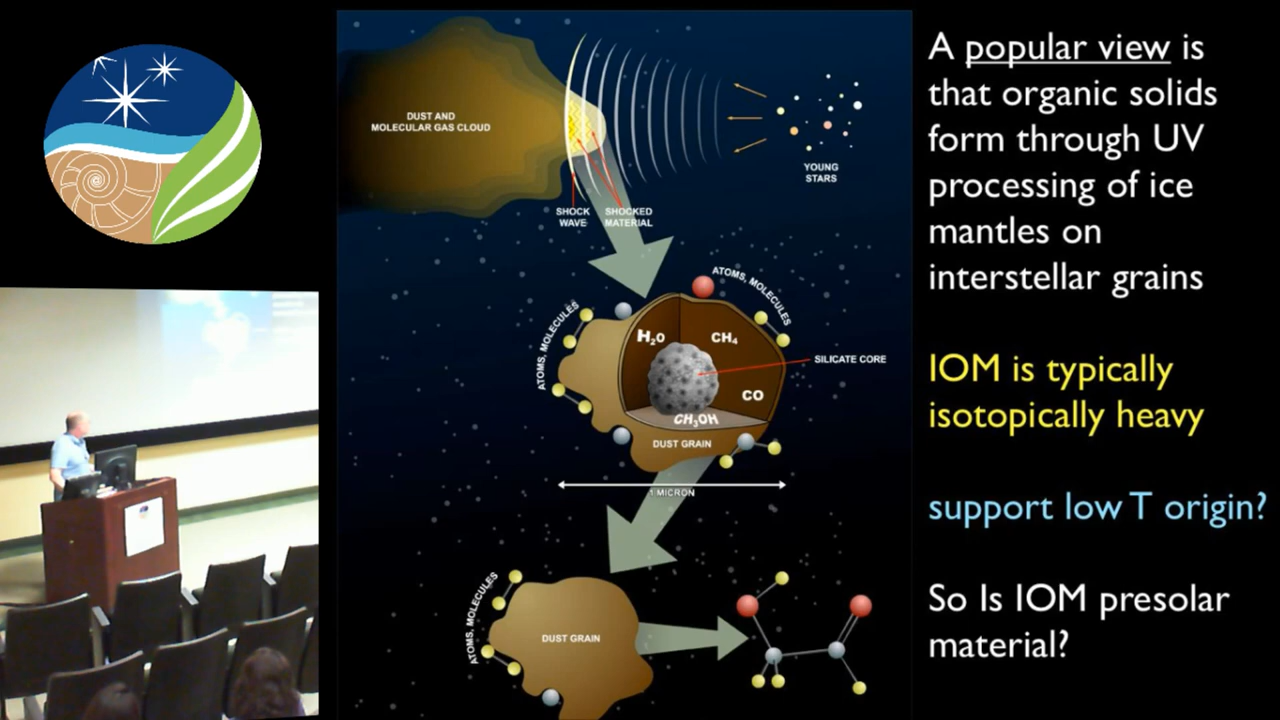 DUST AND
MOLECULAR GAS CLOUD
YOUNG
STARS
SHOCK
WAVE
SHOCKED
MATERIAL
ATOMS, MOLECULES
ATOMS, MOLECULES
H₂O
CH₄
SILICATE CORE
CO
CH₃OH
DUST GRAIN
1 MICRON
ATOMS, MOLECULES
DUST GRAIN
A popular view is
that organic solids
form through UV
processing of ice
mantles on
interstellar grains
IOM is typically
isotopically heavy
support low T origin?
So Is IOM presolar
material?